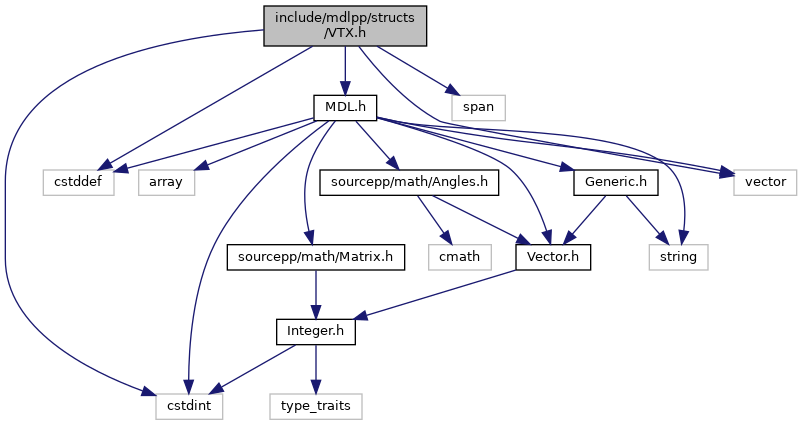 include/mdlpp/structs
/VTX.h
MDL.h
span
cstddef
array
sourcepp/math/Angles.h
Generic.h
vector
sourcepp/math/Matrix.h
cmath
Vector.h
string
Integer.h
cstdint
type_traits